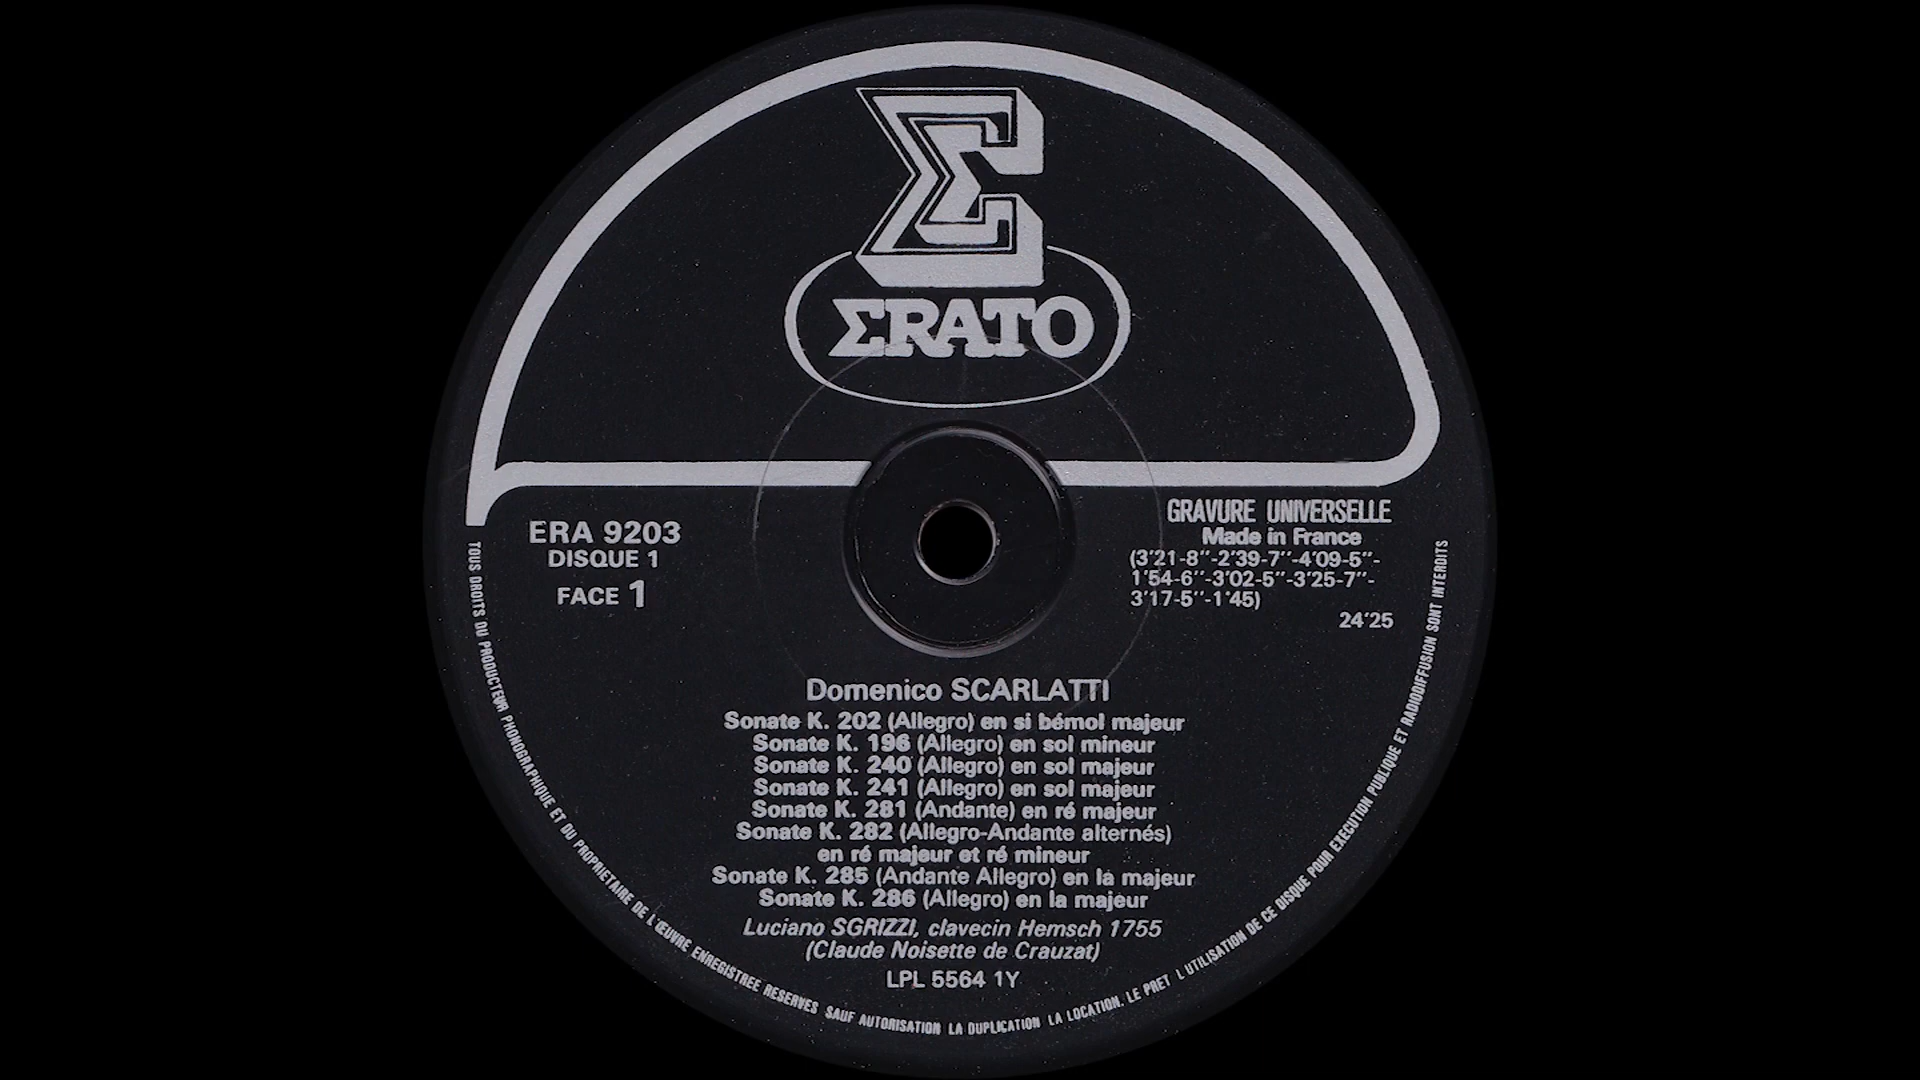 Σ
ΣRATO
ERA 9203
DISQUE 1
FACE 1
GRAVURE UNIVERSELLE
Made in France
(3'21-8''-2'39-7''-4'09-5''-
1'54-6''-3'02-5''-3'25-7''-
3'17-5''-1'45)
24'25
Domenico SCARLATTI
Sonate K. 202 (Allegro) en si bémol majeur
Sonate K. 196 (Allegro) en sol mineur
Sonate K. 240 (Allegro) en sol majeur
Sonate K. 241 (Allegro) en sol majeur
Sonate K. 281 (Andante) en ré majeur
Sonate K. 282 (Allegro-Andante alternés)
en ré majeur et ré mineur
Sonate K. 285 (Andante Allegro) en la majeur
Sonate K. 286 (Allegro) en la majeur
Luciano SGRIZZI, clavecin Hemsch 1755
(Claude Noisette de Crauzat)
LPL 5564 1Y
TOUS DROITS DU PRODUCTEUR PHONOGRAPHIQUE ET DU PROPRIETAIRE DE L'ŒUVRE ENREGISTREE RESERVES SAUF AUTORISATION LA DUPLICATION LA LOCATION, LE PRET L UTILISATION DE CE DISQUE POUR EXECUTION PUBLIQUE ET RADIODIFFUSION SONT INTERDITS